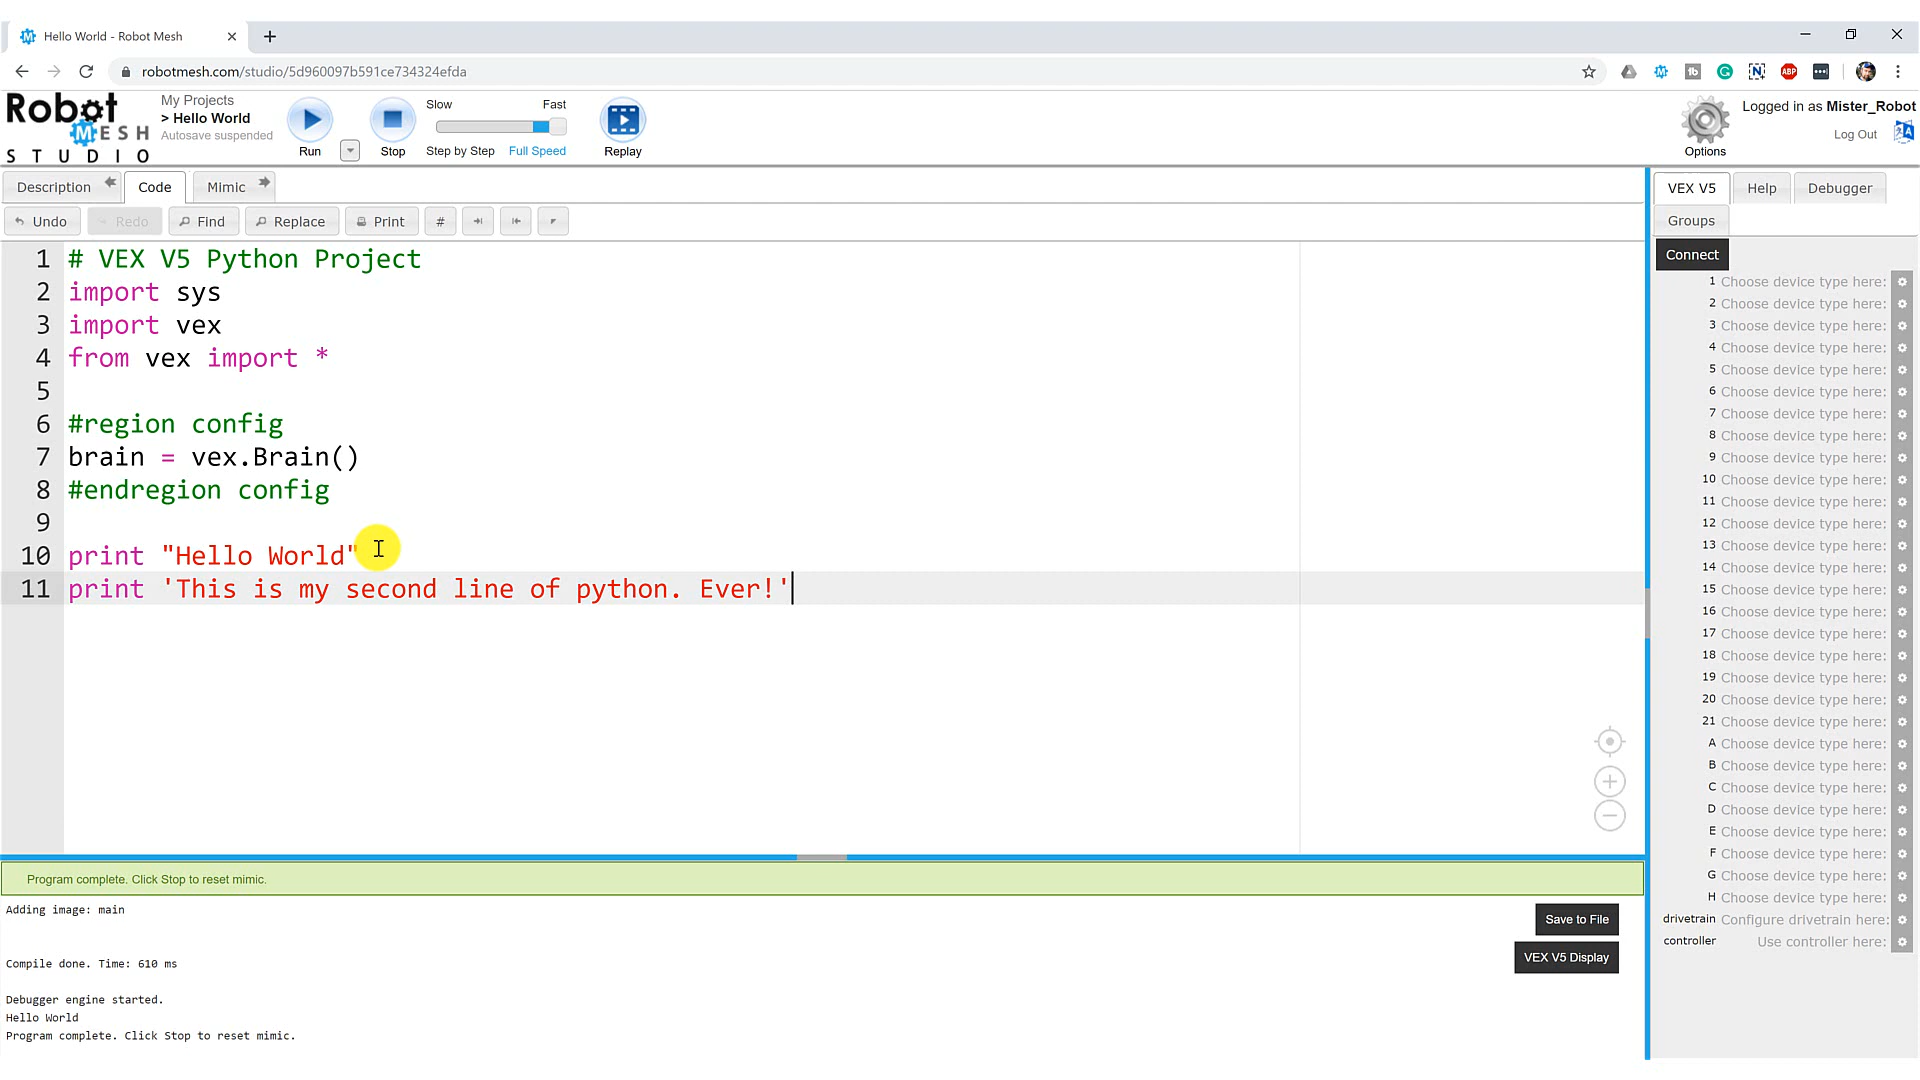 Hello World - Robot Mesh
robotmesh.com/studio/5d960097b591ce734324efda
Robot MESH STUDIO
My Projects
> Hello World
Autosave suspended
Run
Stop
Slow Fast
Step by Step Full Speed
Replay
Options
Logged in as Mister_Robot
Log Out
Description Code Mimic
Undo Redo Find Replace Print #
1 # VEX V5 Python Project
2 import sys
3 import vex
4 from vex import *
5
6 #region config
7 brain = vex.Brain()
8 #endregion config
9
10 print "Hello World"
11 print 'This is my second line of python. Ever!'
Program complete. Click Stop to reset mimic.
Adding image: main
Compile done. Time: 610 ms
Debugger engine started.
Hello World
Program complete. Click Stop to reset mimic.
Save to File
VEX V5 Display
VEX V5 Help Debugger
Groups
Connect
1 Choose device type here:
2 Choose device type here:
3 Choose device type here:
4 Choose device type here:
5 Choose device type here:
6 Choose device type here:
7 Choose device type here:
8 Choose device type here:
9 Choose device type here:
10 Choose device type here:
11 Choose device type here:
12 Choose device type here:
13 Choose device type here:
14 Choose device type here:
15 Choose device type here:
16 Choose device type here:
17 Choose device type here:
18 Choose device type here:
19 Choose device type here:
20 Choose device type here:
21 Choose device type here:
A Choose device type here:
B Choose device type here:
C Choose device type here:
D Choose device type here:
E Choose device type here:
F Choose device type here:
G Choose device type here:
H Choose device type here:
drivetrain Configure drivetrain here:
controller Use controller here: